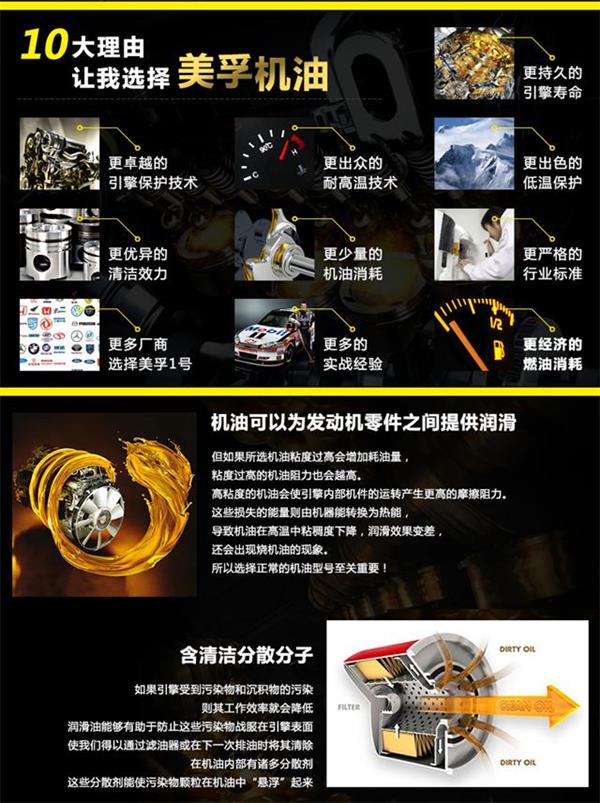 10大理由
让我选择 美孚机油
更持久的
引擎寿命
更卓越的
引擎保护技术
90℃
C
H
更出众的
耐高温技术
更出色的
低温保护
更优异的
清洁效力
更少量的
机油消耗
更严格的
行业标准
更多厂商
选择美孚1号
Mobil
更多的
实战经验
1/2
更经济的
燃油消耗
机油可以为发动机零件之间提供润滑
但如果所选机油粘度过高会增加耗油量，
粘度过高的机油阻力也会越高。
高粘度的机油会使引擎内部机件的运转产生更高的摩擦阻力。
这些损失的能量则由机器能转换为热能，
导致机油在高温中粘稠度下降，润滑效果变差，
还会出现烧机油的现象。
所以选择正常的机油型号至关重要！
含清洁分散分子
如果引擎受到污染物和沉积物的污染
则其工作效率就会降低
润滑油能够有助于防止这些污染物战服在引擎表面
使我们得以通过滤油器或在下一次排油时将其清除
在机油内部有诸多分散剂
这些分散剂能使污染物颗粒在机油中“悬浮”起来
DIRTY OIL
FILTER
CLEAN OIL
DIRTY OIL